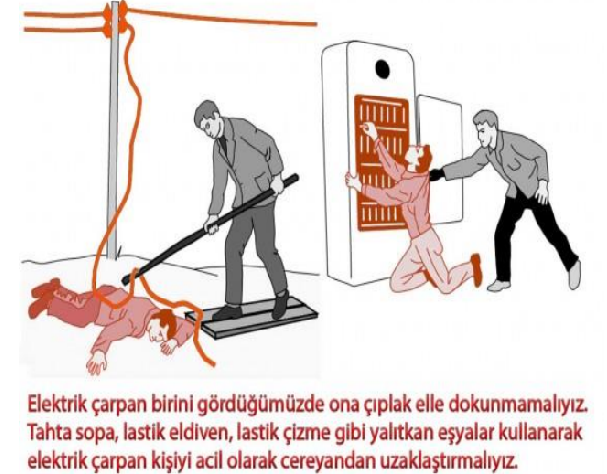 Elektrik çarpan birini gördüğümüzde ona çıplak elle dokunmamalıyız.
Tahta sopa, lastik eldiven, lastik çizme gibi yalıtkan eşyalar kullanarak
elektrik çarpan kişiyi acil olarak cereyandan uzaklaştırmalıyız.